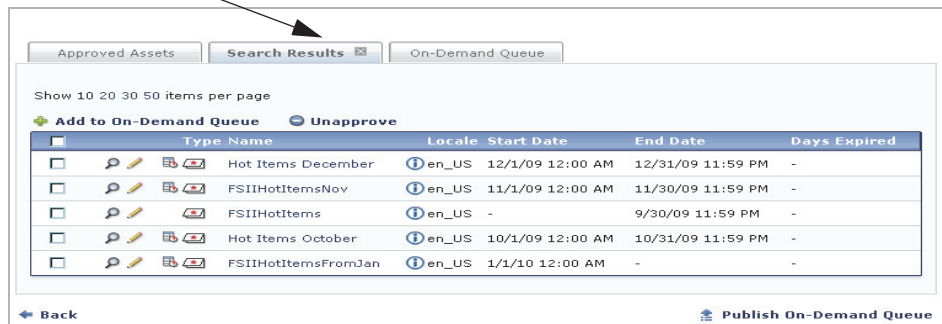 Approved Assets Search Results On-Demand Queue
Show 10 20 30 50 items per page
Add to On-Demand Queue Unapprove
Type Name Locale Start Date End Date Days Expired
Hot Items December en_US 12/1/09 12:00 AM 12/31/09 11:59 PM -
FSIIHotItemsNov en_US 11/1/09 12:00 AM 11/30/09 11:59 PM -
FSIIHotItems en_US - 9/30/09 11:59 PM -
Hot Items October en_US 10/1/09 12:00 AM 10/31/09 11:59 PM -
FSIIHotItemsFromJan en_US 1/1/10 12:00 AM - -
Back Publish On-Demand Queue